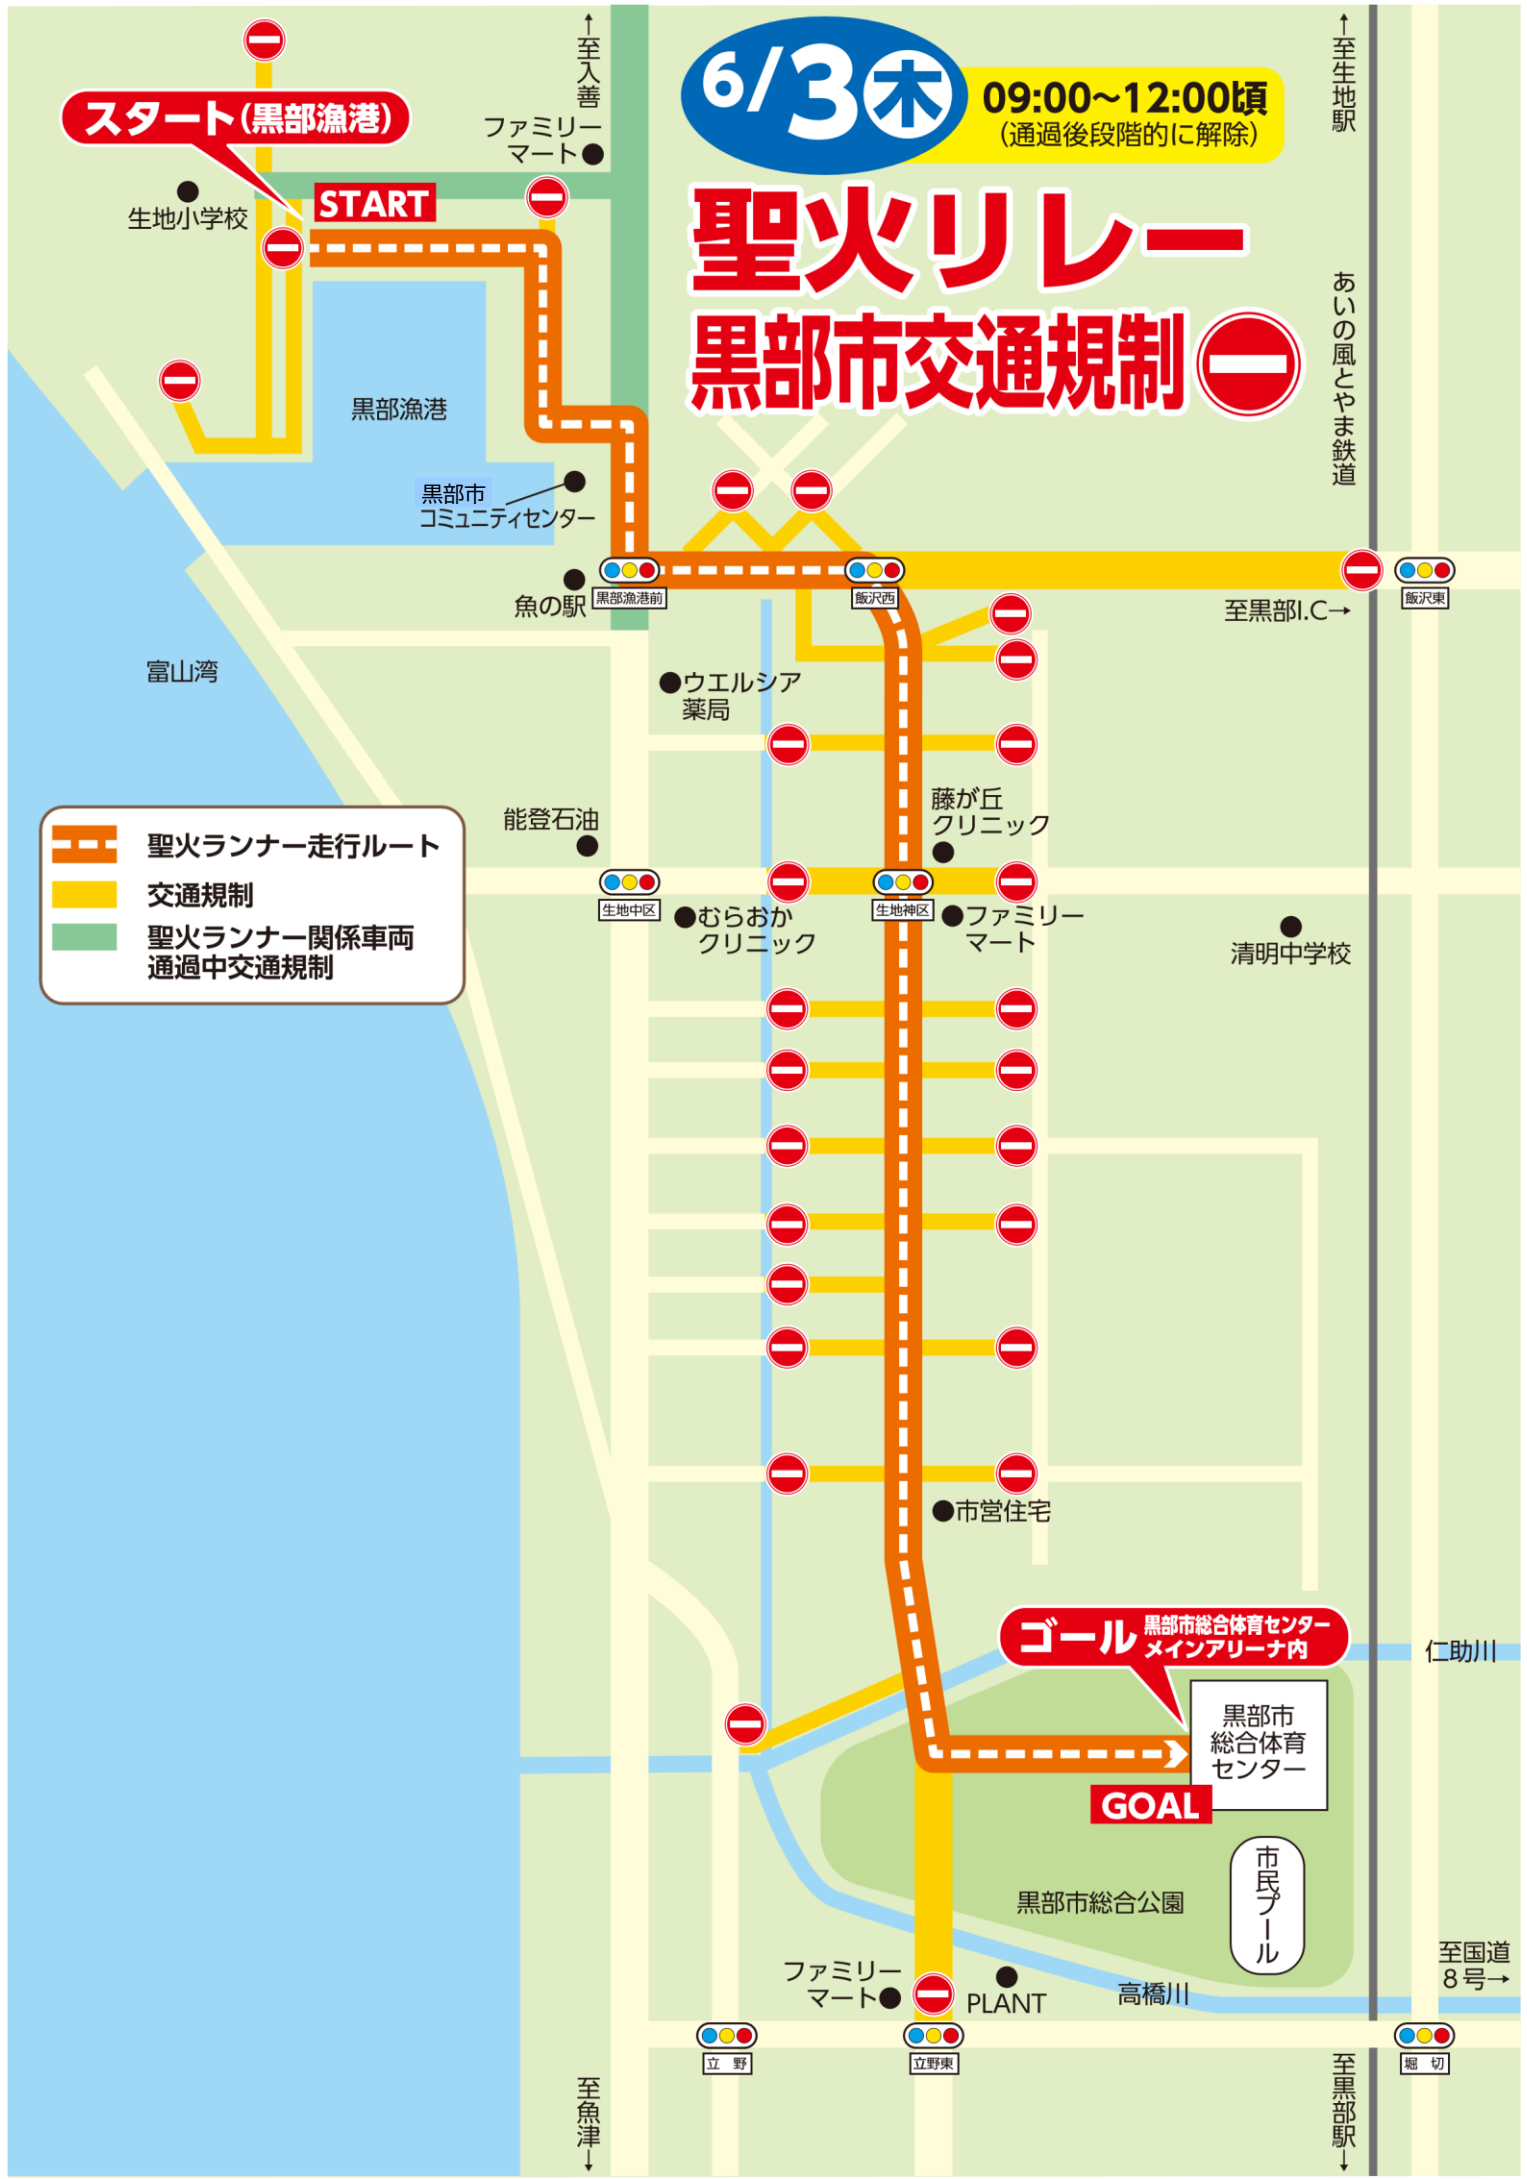 6/3木
09:00〜12:00頃
(通過後段階的に解除)
聖火リレー
黒部市交通規制
↑至入善
↑至生地駅
スタート(黒部漁港)
START
ファミリー
マート
生地小学校
あいの風とやま鉄道
黒部漁港
黒部市
コミュニティセンター
魚の駅
黒部漁港前
飯沢西
飯沢東
至黒部I.C→
富山湾
ウエルシア
薬局
能登石油
藤が丘
クリニック
聖火ランナー走行ルート
交通規制
聖火ランナー関係車両
通過中交通規制
生地中区
生地神区
むらおか
クリニック
ファミリー
マート
清明中学校
市営住宅
ゴール
黒部市総合体育センター
メインアリーナ内
仁助川
黒部市
総合体育
センター
GOAL
市民プール
黒部市総合公園
至国道
8号→
ファミリー
マート
PLANT
高橋川
立野
立野東
堀切
至魚津↓
至黒部駅↓